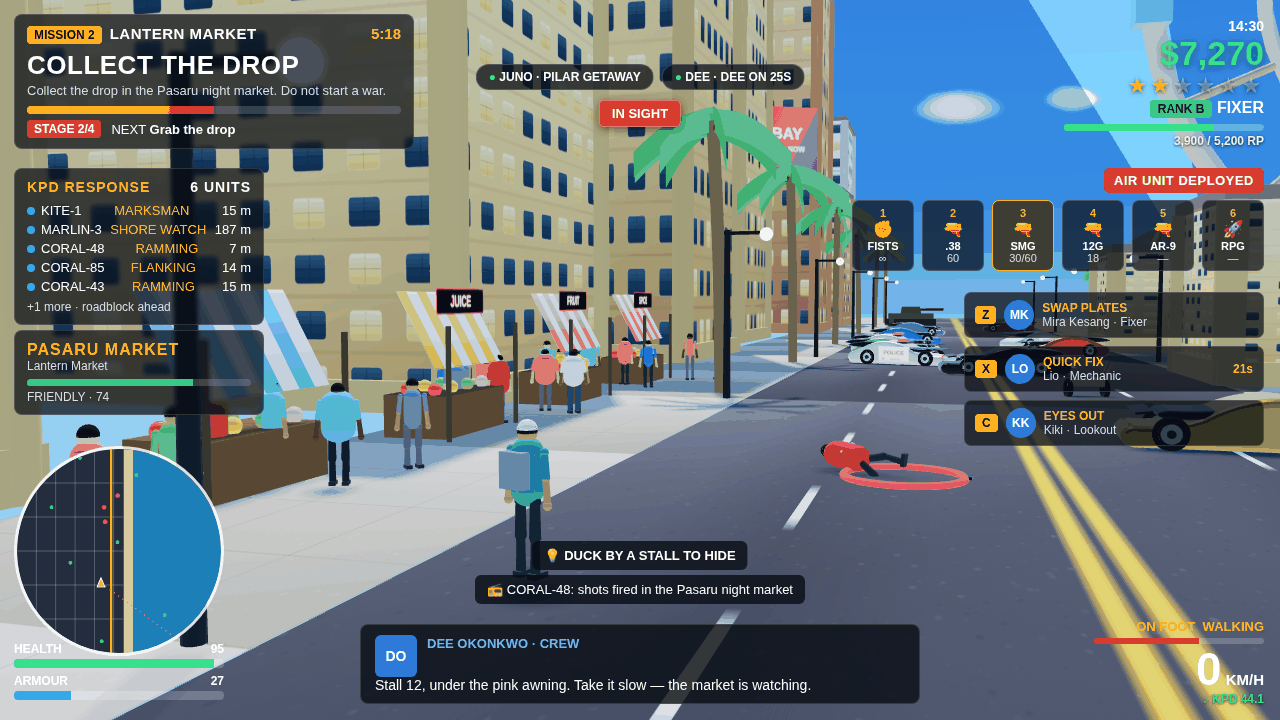 MISSION 2 LANTERN MARKET 5:18
COLLECT THE DROP
Collect the drop in the Pasaru night market. Do not start a war.
STAGE 2/4 NEXT Grab the drop
KPD RESPONSE 6 UNITS
KITE-1 MARKSMAN 15 m
MARLIN-3 SHORE WATCH 187 m
CORAL-48 RAMMING 7 m
CORAL-85 FLANKING 14 m
CORAL-43 RAMMING 15 m
+1 more · roadblock ahead
PASARU MARKET
Lantern Market
FRIENDLY · 74
HEALTH 95
ARMOUR 27
JUNO · PILAR GETAWAY
DEE · DEE ON 25S
IN SIGHT
BAY
JUICE
FRUIT
POLICE
14:30
$7,270
RANK B FIXER
3,900 / 5,200 RP
AIR UNIT DEPLOYED
1 2 3 4 5 6
FISTS .38 SMG 12G AR-9 RPG
∞ 60 30/60 18 — —
Z MK SWAP PLATES
Mira Kesang · Fixer
X LO QUICK FIX 21s
Lio · Mechanic
C KK EYES OUT
Kiki · Lookout
DUCK BY A STALL TO HIDE
CORAL-48: shots fired in the Pasaru night market
DO DEE OKONKWO · CREW
Stall 12, under the pink awning. Take it slow — the market is watching.
ON FOOT WALKING
0 KM/H
KPD 44.1